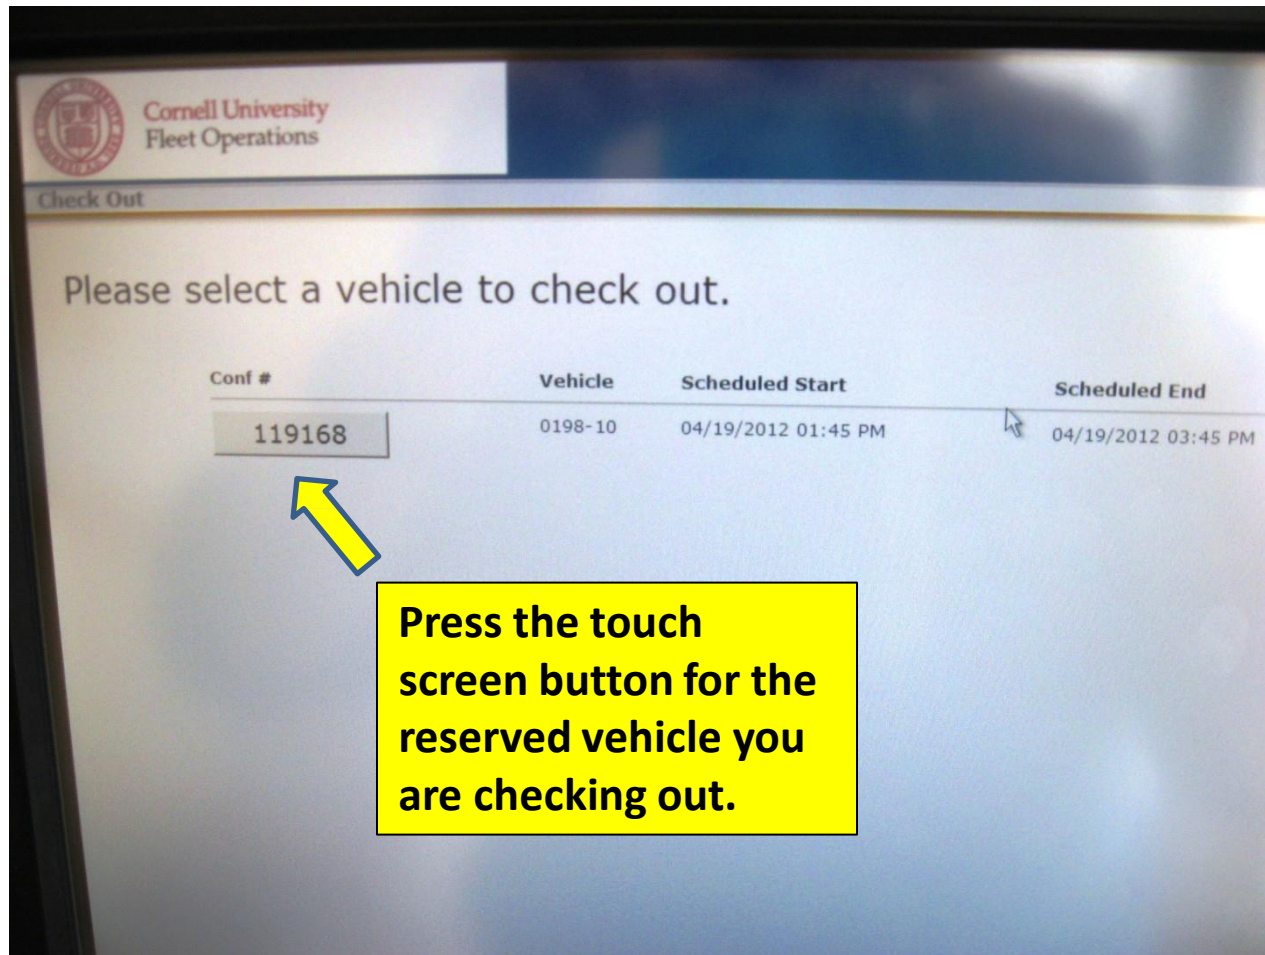 Cornell University
Fleet Operations
Check Out
Please select a vehicle to check out.
Conf # Vehicle Scheduled Start Scheduled End
119168 0198-10 04/19/2012 01:45 PM 04/19/2012 03:45 PM
Press the touch
screen button for the
reserved vehicle you
are checking out.